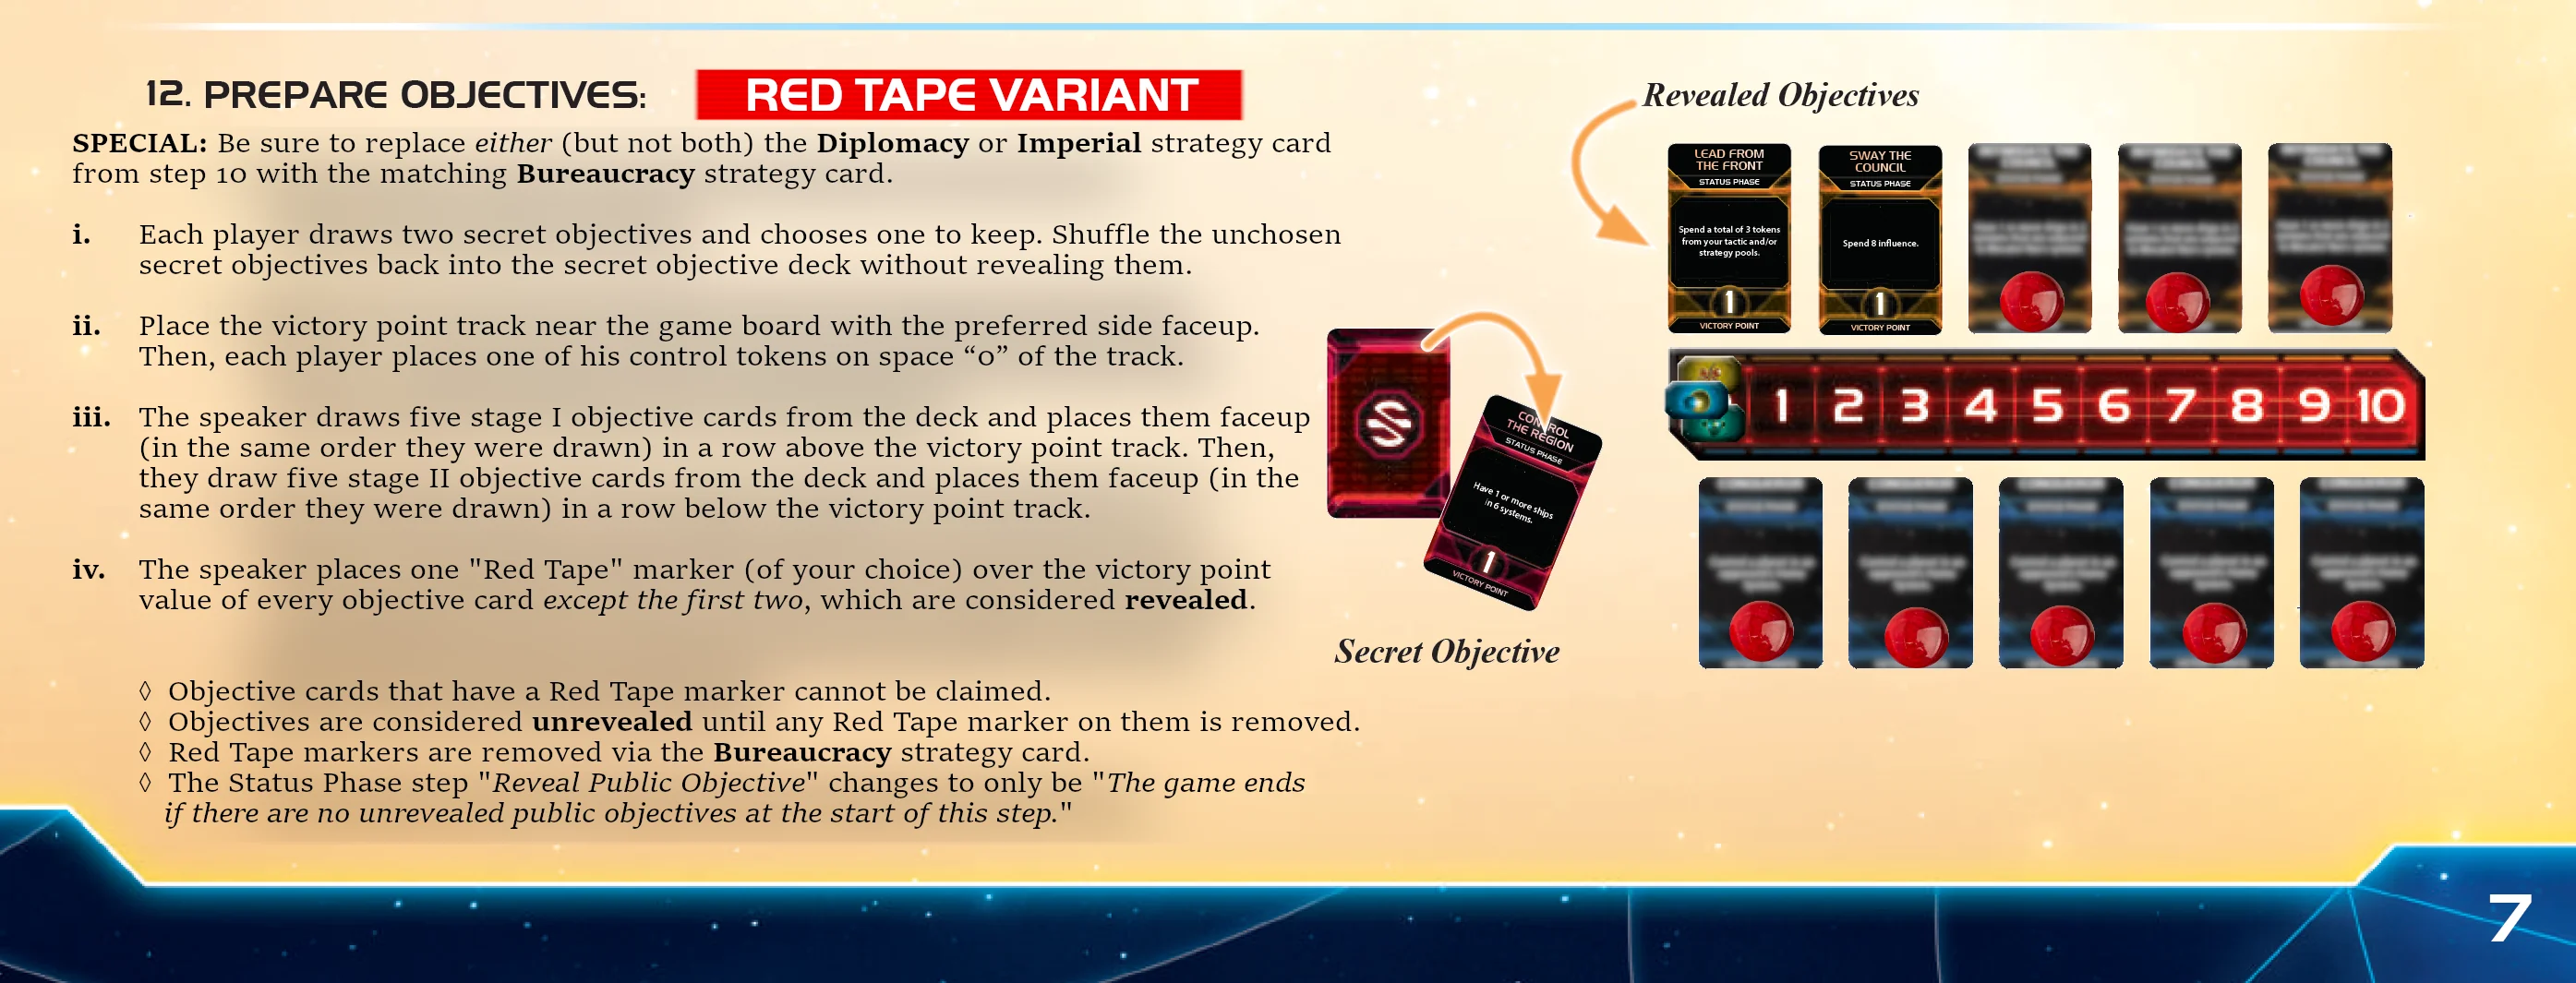 12. PREPARE OBJECTIVES:
RED TAPE VARIANT
SPECIAL: Be sure to replace either (but not both) the Diplomacy or Imperial strategy card
from step 10 with the matching Bureaucracy strategy card.
i. Each player draws two secret objectives and chooses one to keep. Shuffle the unchosen
secret objectives back into the secret objective deck without revealing them.
ii. Place the victory point track near the game board with the preferred side faceup.
Then, each player places one of his control tokens on space “0” of the track.
iii. The speaker draws five stage I objective cards from the deck and places them faceup
(in the same order they were drawn) in a row above the victory point track. Then,
they draw five stage II objective cards from the deck and places them faceup (in the
same order they were drawn) in a row below the victory point track.
iv. The speaker places one "Red Tape" marker (of your choice) over the victory point
value of every objective card except the first two, which are considered revealed.
◊ Objective cards that have a Red Tape marker cannot be claimed.
◊ Objectives are considered unrevealed until any Red Tape marker on them is removed.
◊ Red Tape markers are removed via the Bureaucracy strategy card.
◊ The Status Phase step "Reveal Public Objective" changes to only be "The game ends
if there are no unrevealed public objectives at the start of this step."
Revealed Objectives
LEAD FROM
THE FRONT
STATUS PHASE
Spend a total of 3 tokens
from your tactic and/or
strategy pools.
1
VICTORY POINT
SWAY THE
COUNCIL
STATUS PHASE
Spend 8 influence.
1
VICTORY POINT
1 2 3 4 5 6 7 8 9 10
CONTROL
THE REGION
STATUS PHASE
Have 1 or more ships
in 6 systems.
1
VICTORY POINT
Secret Objective
7